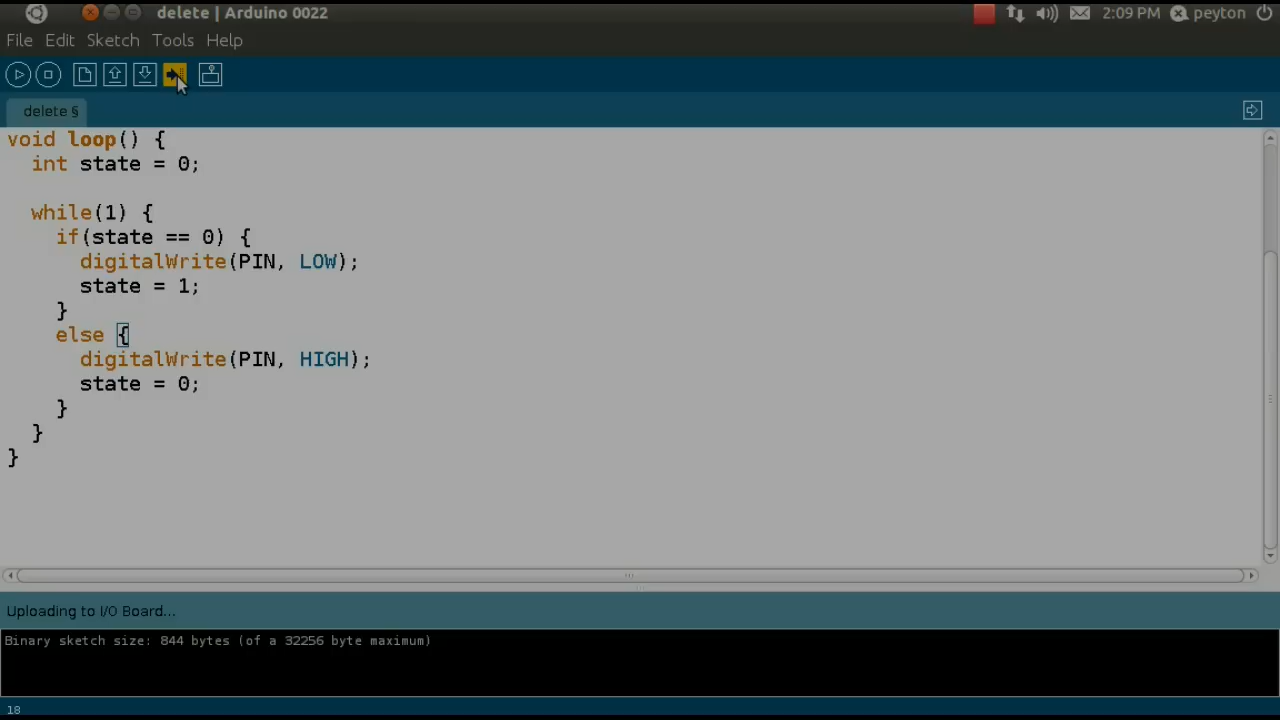 delete | Arduino 0022
2:09 PM peyton
File Edit Sketch Tools Help
delete §
void loop() {
  int state = 0;
  while(1) {
    if(state == 0) {
      digitalWrite(PIN, LOW);
      state = 1;
    }
    else {
      digitalWrite(PIN, HIGH);
      state = 0;
    }
  }
}
Uploading to I/O Board...
Binary sketch size: 844 bytes (of a 32256 byte maximum)
18